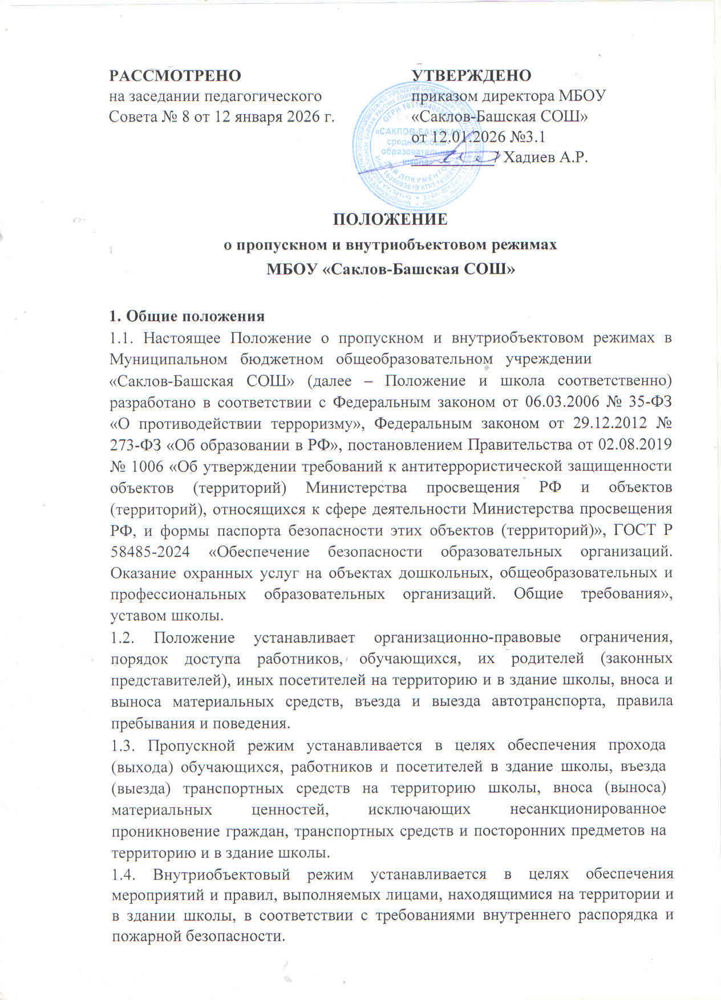 РАССМОТРЕНО
на заседании педагогического
Совета № 8 от 12 января 2026 г.
УТВЕРЖДЕНО
приказом директора МБОУ
«Саклов-Башская СОШ»
от 12.01.2026 №3.1
/ Хадиев А.Р.
«САКЛОВ-БАШСКАЯ
средняя обще-
образовательная
школа»
ПОЛОЖЕНИЕ
о пропускном и внутриобъектовом режимах
МБОУ «Саклов-Башская СОШ»
1. Общие положения
1.1. Настоящее Положение о пропускном и внутриобъектовом режимах в
Муниципальном бюджетном общеобразовательном учреждении
«Саклов-Башская СОШ» (далее – Положение и школа соответственно)
разработано в соответствии с Федеральным законом от 06.03.2006 № 35-ФЗ
«О противодействии терроризму», Федеральным законом от 29.12.2012 №
273-ФЗ «Об образовании в РФ», постановлением Правительства от 02.08.2019
№ 1006 «Об утверждении требований к антитеррористической защищенности
объектов (территорий) Министерства просвещения РФ и объектов
(территорий), относящихся к сфере деятельности Министерства просвещения
РФ, и формы паспорта безопасности этих объектов (территорий)», ГОСТ Р
58485-2024 «Обеспечение безопасности образовательных организаций.
Оказание охранных услуг на объектах дошкольных, общеобразовательных и
профессиональных образовательных организаций. Общие требования»,
уставом школы.
1.2. Положение устанавливает организационно-правовые ограничения,
порядок доступа работников, обучающихся, их родителей (законных
представителей), иных посетителей на территорию и в здание школы, вноса и
выноса материальных средств, въезда и выезда автотранспорта, правила
пребывания и поведения.
1.3. Пропускной режим устанавливается в целях обеспечения прохода
(выхода) обучающихся, работников и посетителей в здание школы, въезда
(выезда) транспортных средств на территорию школы, вноса (выноса)
материальных ценностей, исключающих несанкционированное
проникновение граждан, транспортных средств и посторонних предметов на
территорию и в здание школы.
1.4. Внутриобъектовый режим устанавливается в целях обеспечения
мероприятий и правил, выполняемых лицами, находящимися на территории и
в здании школы, в соответствии с требованиями внутреннего распорядка и
пожарной безопасности.